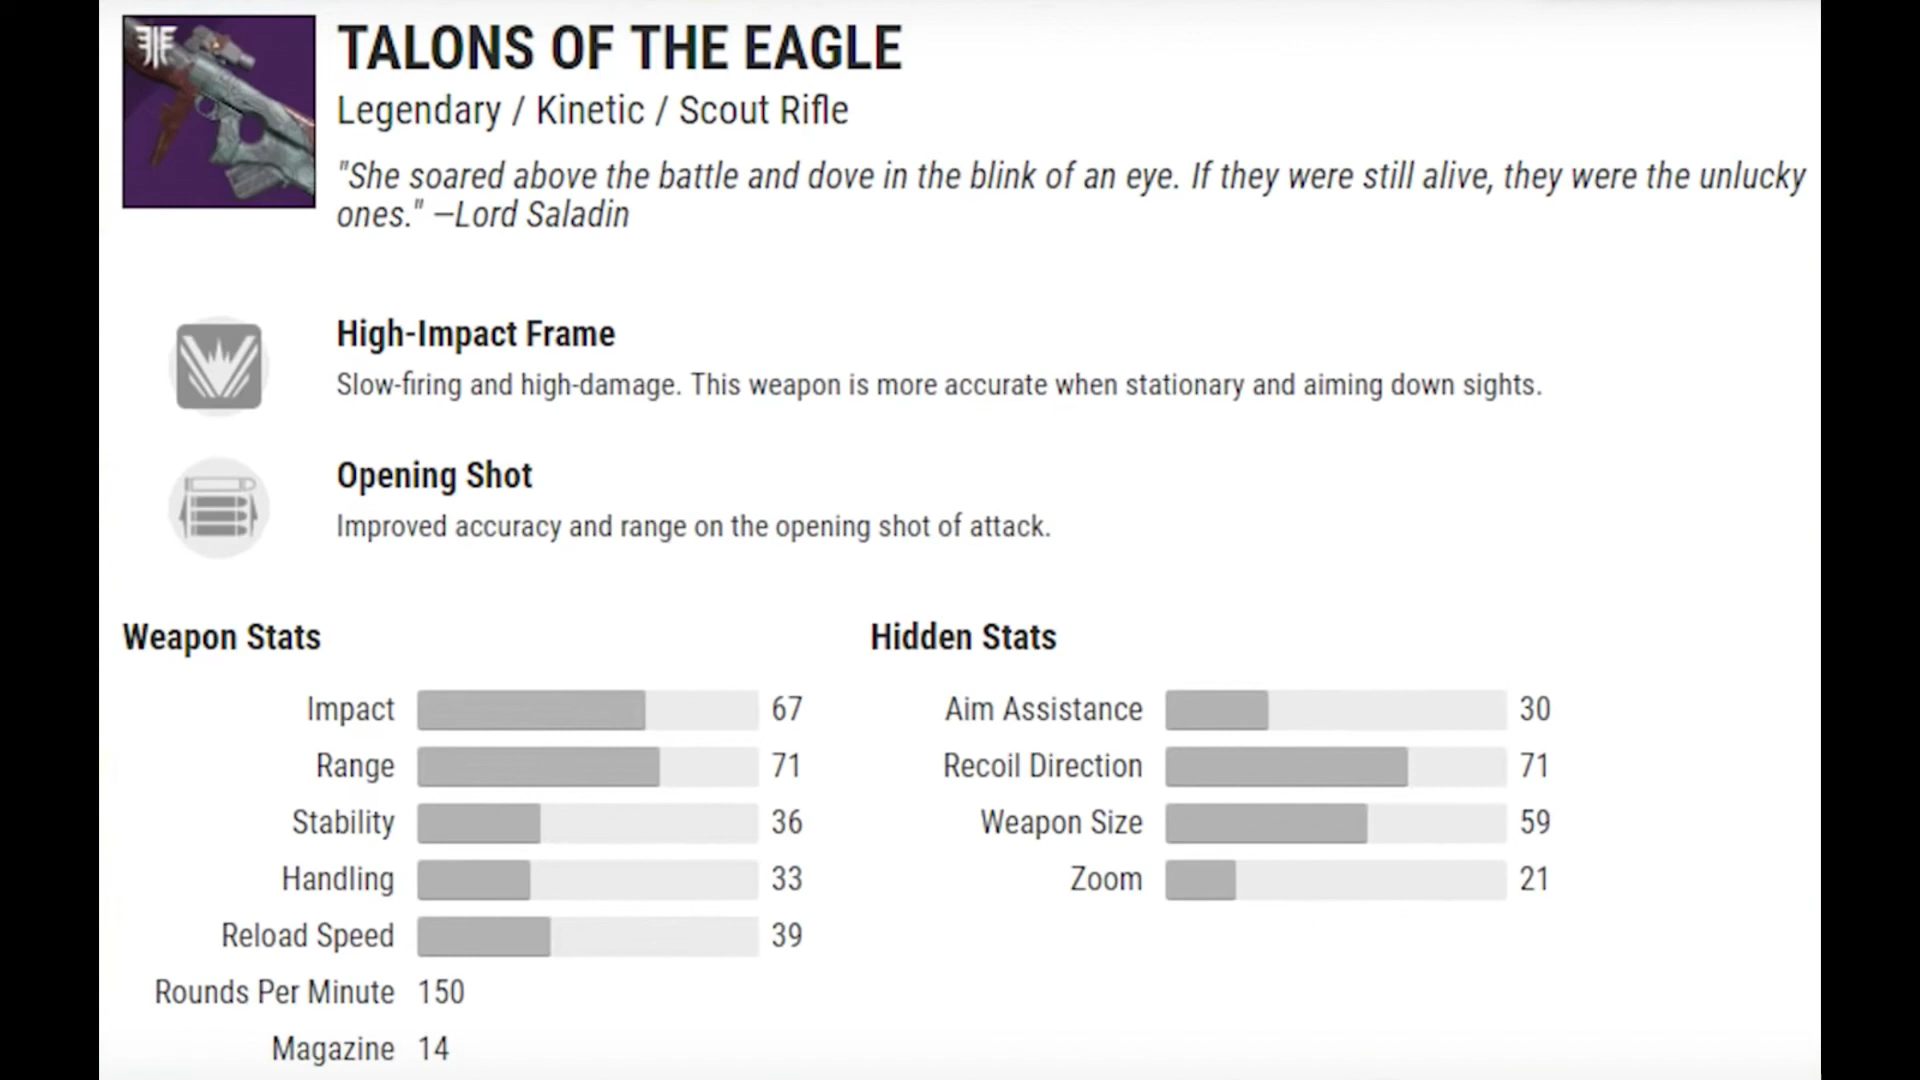 TALONS OF THE EAGLE
Legendary / Kinetic / Scout Rifle
"She soared above the battle and dove in the blink of an eye. If they were still alive, they were the unlucky
ones." —Lord Saladin
High-Impact Frame
Slow-firing and high-damage. This weapon is more accurate when stationary and aiming down sights.
Opening Shot
Improved accuracy and range on the opening shot of attack.
Weapon Stats
Impact 67
Range 71
Stability 36
Handling 33
Reload Speed 39
Rounds Per Minute 150
Magazine 14
Hidden Stats
Aim Assistance 30
Recoil Direction 71
Weapon Size 59
Zoom 21